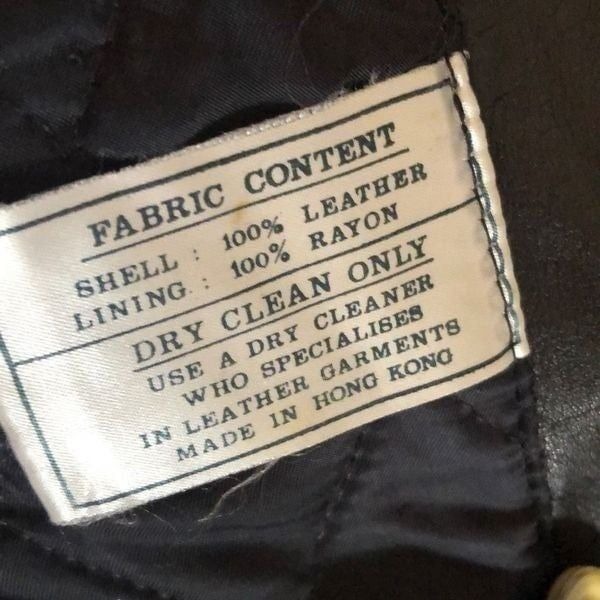 FABRIC CONTENT
SHELL : 100% LEATHER
LINING : 100% RAYON
DRY CLEAN ONLY
USE A DRY CLEANER
WHO SPECIALISES
IN LEATHER GARMENTS
MADE IN HONG KONG